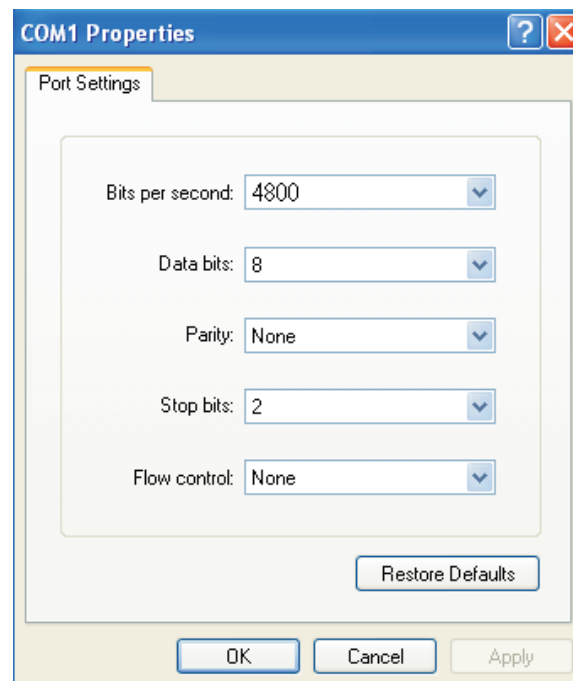 COM1 Properties
Port Settings
Bits per second: 4800
Data bits: 8
Parity: None
Stop bits: 2
Flow control: None
Restore Defaults
OK Cancel Apply